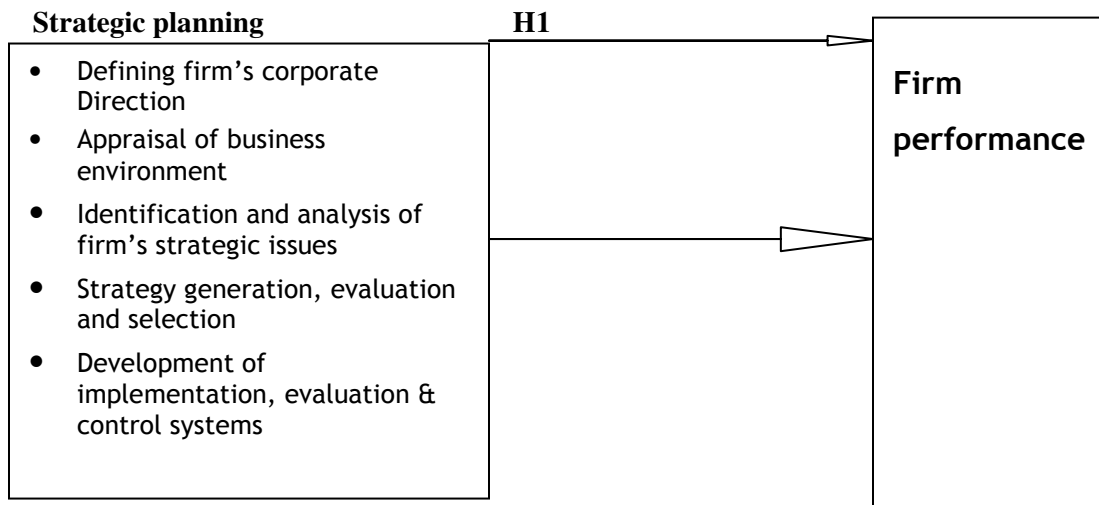 Strategic planning
H1
• Defining firm's corporate
Direction
• Appraisal of business
environment
• Identification and analysis of
firm's strategic issues
• Strategy generation, evaluation
and selection
• Development of
implementation, evaluation &
control systems
Firm
performance